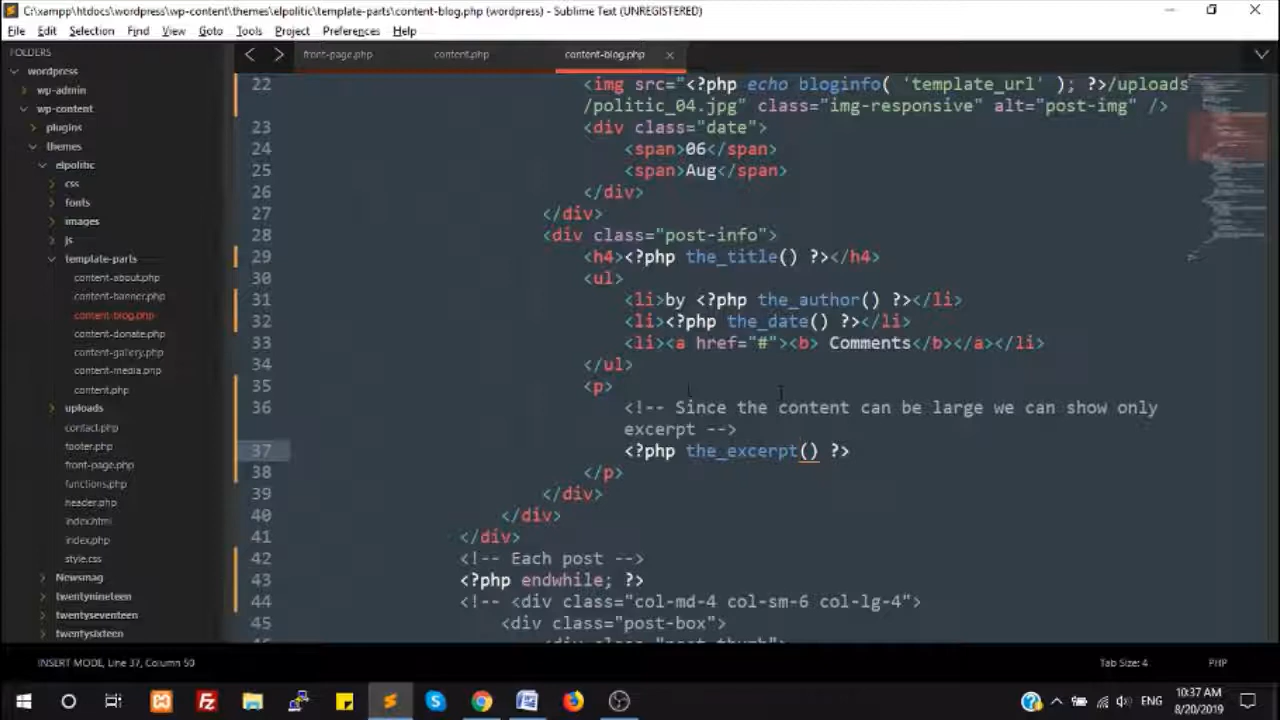 C:\xampp\htdocs\wordpress\wp-content\themes\elpolitic\template-parts\content-blog.php (wordpress) - Sublime Text (UNREGISTERED)
File Edit Selection Find View Goto Tools Project Preferences Help
FOLDERS
wordpress
wp-admin
wp-content
plugins
themes
elpolitic
css
fonts
images
js
template-parts
content-about.php
content-banner.php
content-blog.php
content-donate.php
content-gallery.php
content-media.php
content.php
uploads
contact.php
footer.php
front-page.php
functions.php
header.php
index.html
index.php
style.css
Newsmag
twentynineteen
twentyseventeen
twentysixteen
front-page.php content.php content-blog.php
22 <img src="<?php echo bloginfo( 'template_url' ); ?>/uploads
/politic_04.jpg" class="img-responsive" alt="post-img" />
23 <div class="date">
24 <span>06</span>
25 <span>Aug</span>
26 </div>
27 </div>
28 <div class="post-info">
29 <h4><?php the_title() ?></h4>
30 <ul>
31 <li>by <?php the_author() ?></li>
32 <li><?php the_date() ?></li>
33 <li><a href="#"><b> Comments</b></a></li>
34 </ul>
35 <p>
36 <!-- Since the content can be large we can show only
excerpt -->
37 <?php the_excerpt() ?>
38 </p>
39 </div>
40 </div>
41 </div>
42 <!-- Each post -->
43 <?php endwhile; ?>
44 <!-- <div class="col-md-4 col-sm-6 col-lg-4">
45 <div class="post-box">
INSERT MODE, Line 37, Column 50
Tab Size: 4 PHP
ENG
10:37 AM
8/20/2019